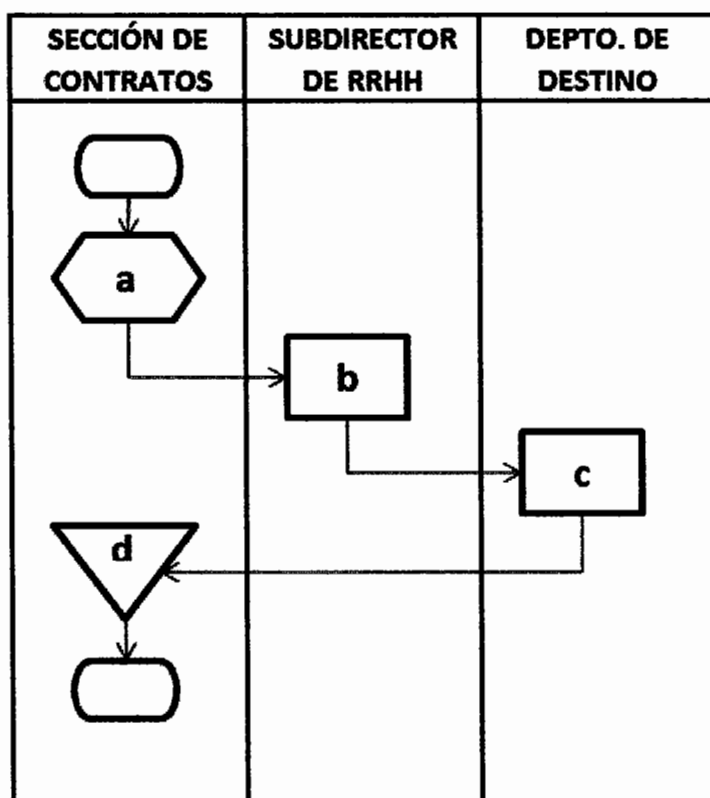 SECCIÓN DE
CONTRATOS
SUBDIRECTOR
DE RRHH
DEPTO. DE
DESTINO
a
b
c
d